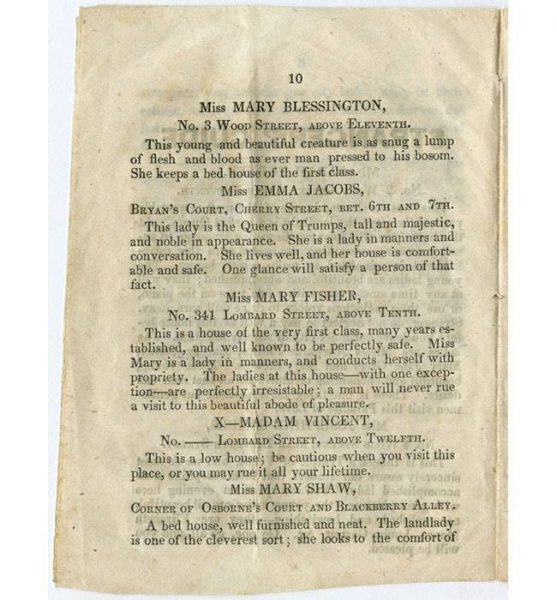 10
Miss MARY BLESSINGTON,
No. 3 Wood Street, above Eleventh.
This young and beautiful creature is as snug a lump
of flesh and blood as ever man pressed to his bosom.
She keeps a bed house of the first class.
Miss EMMA JACOBS,
Bryan's Court, Cherry Street, bet. 6th and 7th.
This lady is the Queen of Trumps, tall and majestic,
and noble in appearance. She is a lady in manners and
conversation. She lives well, and her house is comfort-
able and safe. One glance will satisfy a person of that
fact.
Miss MARY FISHER,
No. 341 Lombard Street, above Tenth.
This is a house of the very first class, many years es-
tablished, and well known to be perfectly safe. Miss
Mary is a lady in manners, and conducts herself with
propriety. The ladies at this house—with one excep-
tion—are perfectly irresistable; a man will never rue
a visit to this beautiful abode of pleasure.
X—MADAM VINCENT,
No. —— Lombard Street, above Twelfth.
This is a low house; be cautious when you visit this
place, or you may rue it all your lifetime.
Miss MARY SHAW,
Corner of Osborne's Court and Blackberry Alley.
A bed house, well furnished and neat. The landlady
is one of the cleverest sort; she looks to the comfort of